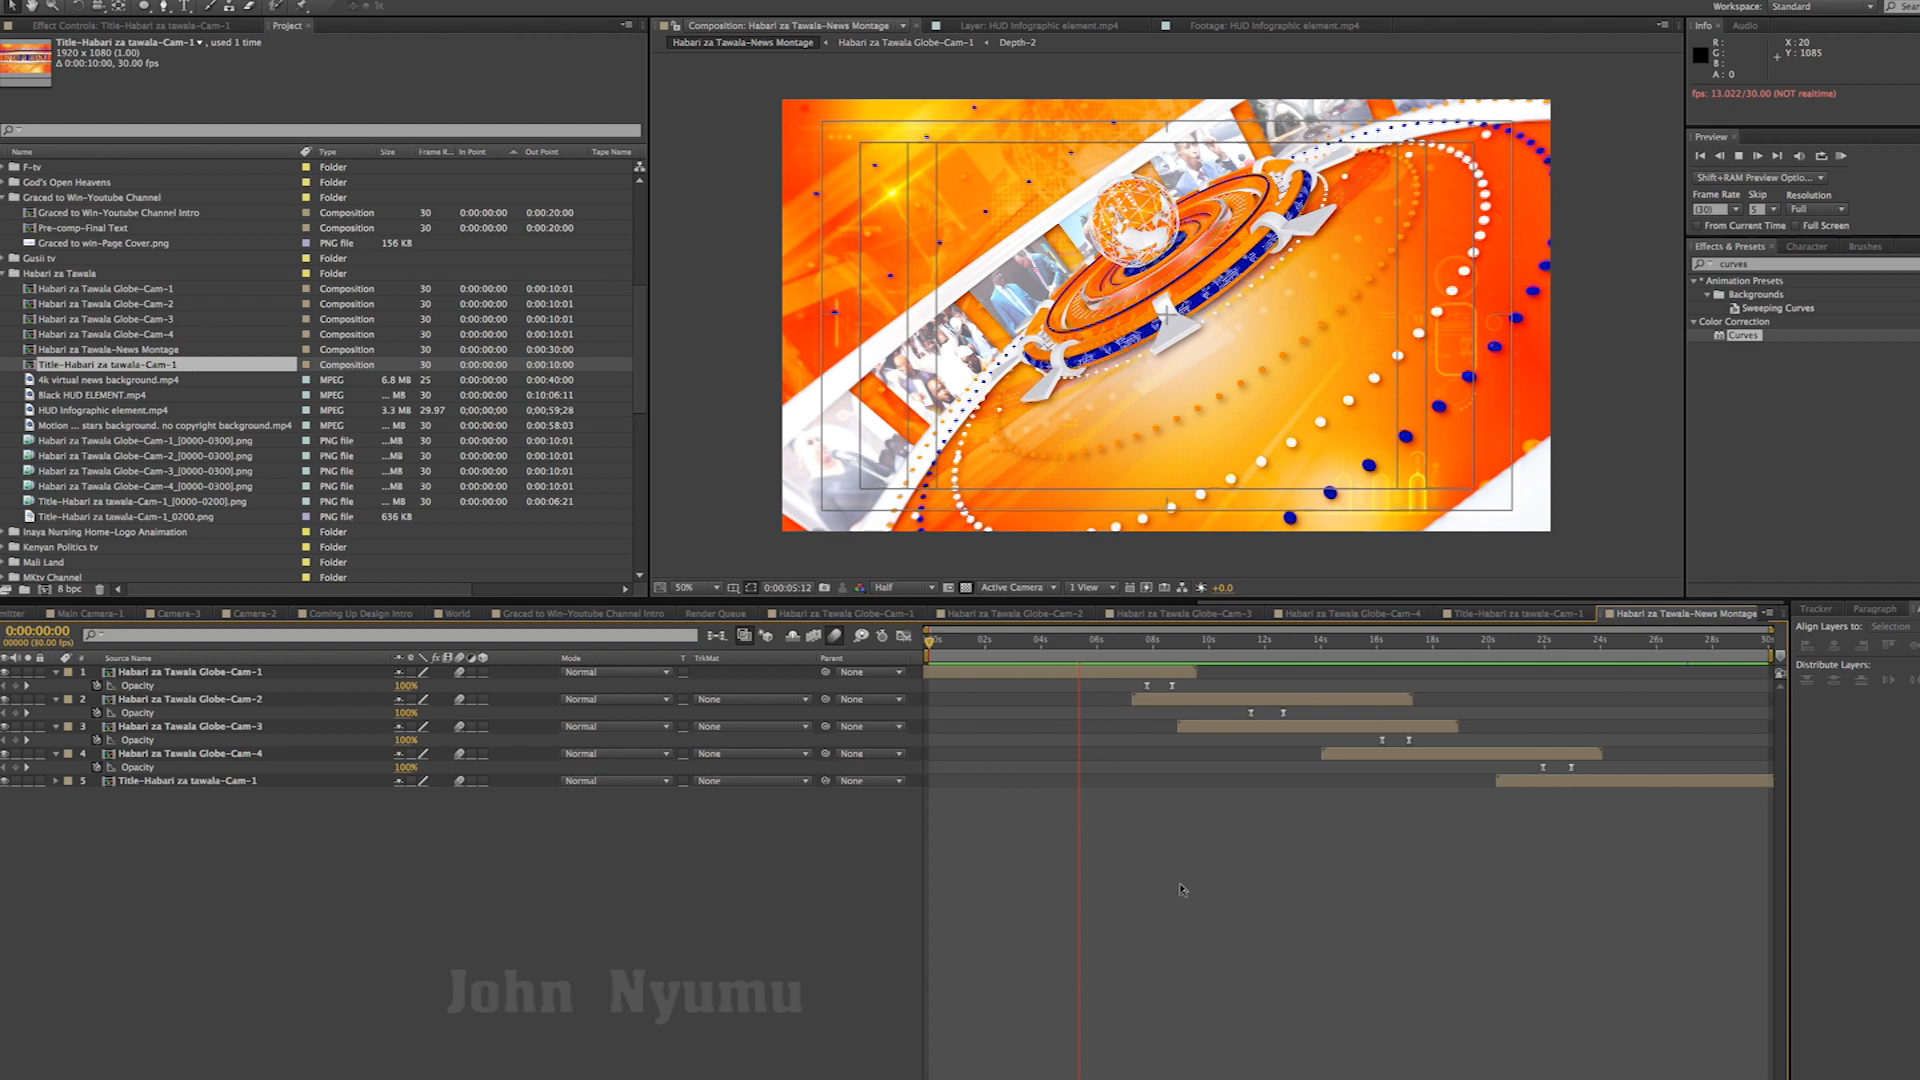 Workspace: Standard
Effect Controls: Title-Habari za tawala-Cam-1
Project
Title-Habari za tawala-Cam-1 , used 1 time
1920 x 1080 (1.00)
Δ 0:00:10:00, 30.00 fps
Name Type Size Frame R... In Point Out Point Tape Name
F-tv Folder
God's Open Heavens Folder
Graced to Win-Youtube Channel Folder
Graced to Win-Youtube Channel Intro Composition 30 0:00:00:00 0:00:20:00
Pre-comp-Final Text Composition 30 0:00:00:00 0:00:20:00
Graced to win-Page Cover.png PNG file 156 KB
Gusii tv Folder
Habari za Tawala Folder
Habari za Tawala Globe-Cam-1 Composition 30 0:00:00:00 0:00:10:01
Habari za Tawala Globe-Cam-2 Composition 30 0:00:00:00 0:00:10:01
Habari za Tawala Globe-Cam-3 Composition 30 0:00:00:00 0:00:10:01
Habari za Tawala Globe-Cam-4 Composition 30 0:00:00:00 0:00:10:01
Habari za Tawala-News Montage Composition 30 0:00:00:00 0:00:30:00
Title-Habari za tawala-Cam-1 Composition 30 0:00:00:00 0:00:10:00
4k virtual news background.mp4 MPEG 6.8 MB 25 0:00:00:00 0:00:40:00
Black HUD ELEMENT.mp4 MPEG ... MB 30 0:00:00:00 0:10:06:11
HUD Infographic element.mp4 MPEG 3.3 MB 29.97 0;00;00;00 0;00;59;28
Motion ... stars background. no copyright background.mp4 MPEG ... MB 30 0:00:00:00 0:00:58:03
Habari za Tawala Globe-Cam-1_[0000-0300].png PNG file ...MB 30 0:00:00:00 0:00:10:01
Habari za Tawala Globe-Cam-2_[0000-0300].png PNG file ...MB 30 0:00:00:00 0:00:10:01
Habari za Tawala Globe-Cam-3_[0000-0300].png PNG file ...MB 30 0:00:00:00 0:00:10:01
Habari za Tawala Globe-Cam-4_[0000-0300].png PNG file ...MB 30 0:00:00:00 0:00:10:01
Title-Habari za tawala-Cam-1_[0000-0200].png PNG file ... MB 30 0:00:00:00 0:00:06:21
Title-Habari za tawala-Cam-1_0200.png PNG file 636 KB
Inaya Nursing Home-Logo Anaimation Folder
Kenyan Politics tv Folder
Mali Land Folder
MKtv Channel Folder
8 bpc
Composition: Habari za Tawala-News Montage Layer: HUD Infographic element.mp4 Footage: HUD Infographic element.mp4
Habari za Tawala-News Montage Habari za Tawala Globe-Cam-1 Depth-2
50% 0:00:05:12 Half Active Camera 1 View +0.0
Info Audio
R : X : 20
G : Y : 1085
B :
A : 0
fps: 13.022/30.00 (NOT realtime)
Preview
Shift+RAM Preview Optio...
Frame Rate Skip Resolution
(30) 5 Full
From Current Time Full Screen
Effects & Presets Character Brushes
curves
* Animation Presets
Backgrounds
Sweeping Curves
Color Correction
Curves
Main Camera-1 Camera-3 Camera-2 Coming Up Design Intro World Graced to Win-Youtube Channel Intro Render Queue Habari za Tawala Globe-Cam-1 Habari za Tawala Globe-Cam-2 Habari za Tawala Globe-Cam-3 Habari za Tawala Globe-Cam-4 Title-Habari za tawala-Cam-1 Habari za Tawala-News Montage
0:00:00:00
00000 (30.00 fps)
02s 04s 06s 08s 10s 12s 14s 16s 18s 20s 22s 24s 26s 28s
# Source Name Mode T TrkMat Parent
1 Habari za Tawala Globe-Cam-1 Normal None
Opacity 100%
2 Habari za Tawala Globe-Cam-2 Normal None None
Opacity 100%
3 Habari za Tawala Globe-Cam-3 Normal None None
Opacity 100%
4 Habari za Tawala Globe-Cam-4 Normal None None
Opacity 100%
5 Title-Habari za tawala-Cam-1 Normal None None
Tracker Paragraph
Align Layers to: Selection
Distribute Layers:
John Nyumu